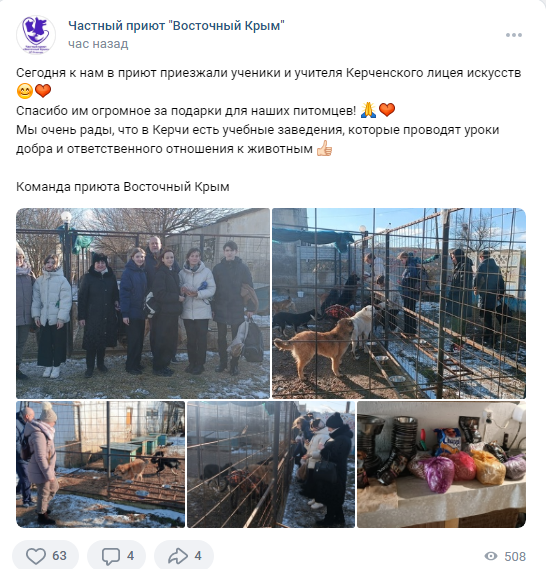 Частный приют "Восточный Крым"
час назад
Сегодня к нам в приют приезжали ученики и учителя Керченского лицея искусств
😊❤️
Спасибо им огромное за подарки для наших питомцев! 🙏❤️
Мы очень рады, что в Керчи есть учебные заведения, которые проводят уроки
добра и ответственного отношения к животным 👍🏻
Команда приюта Восточный Крым
63
4
4
508